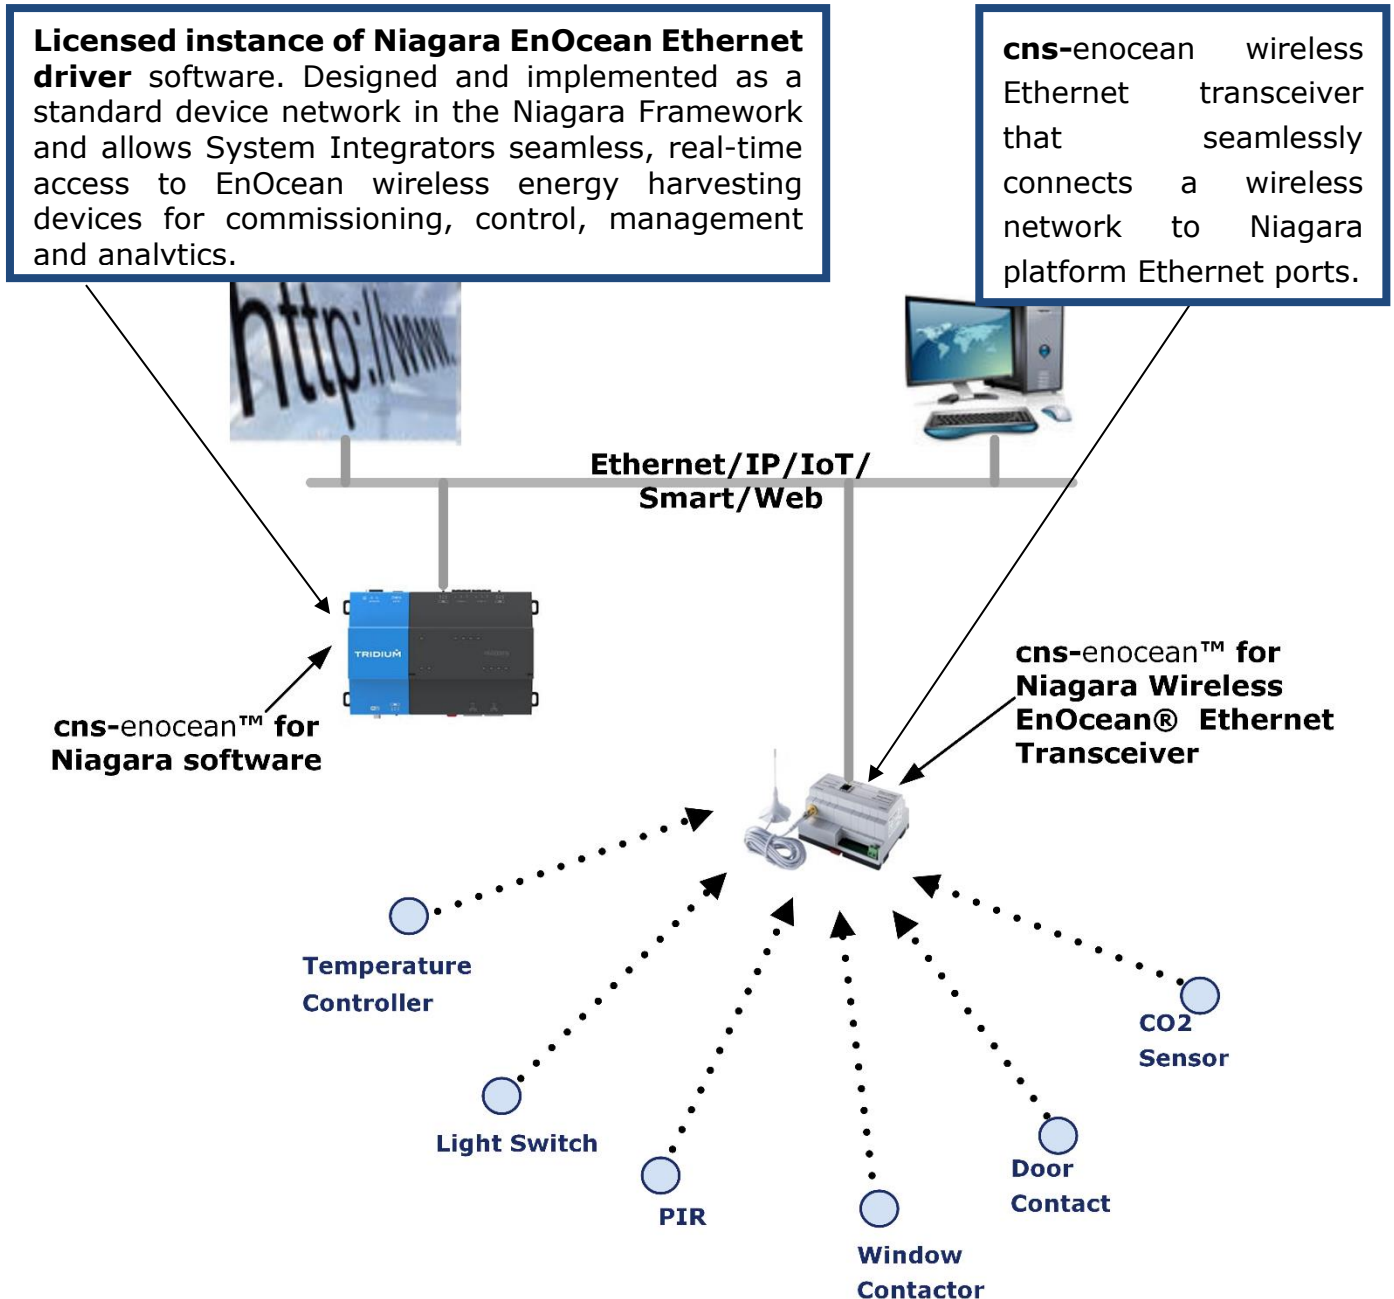 Licensed instance of Niagara EnOcean Ethernet
driver software. Designed and implemented as a
standard device network in the Niagara Framework
and allows System Integrators seamless, real-time
access to EnOcean wireless energy harvesting
devices for commissioning, control, management
and analytics.
cns-enocean wireless
Ethernet transceiver
that seamlessly
connects a wireless
network to Niagara
platform Ethernet ports.
http://www.
Ethernet/IP/IoT/
Smart/Web
TRIDIUM
cns-enocean™ for
Niagara software
cns-enocean™ for
Niagara Wireless
EnOcean® Ethernet
Transceiver
Temperature
Controller
Light Switch
PIR
Window
Contactor
Door
Contact
CO2
Sensor